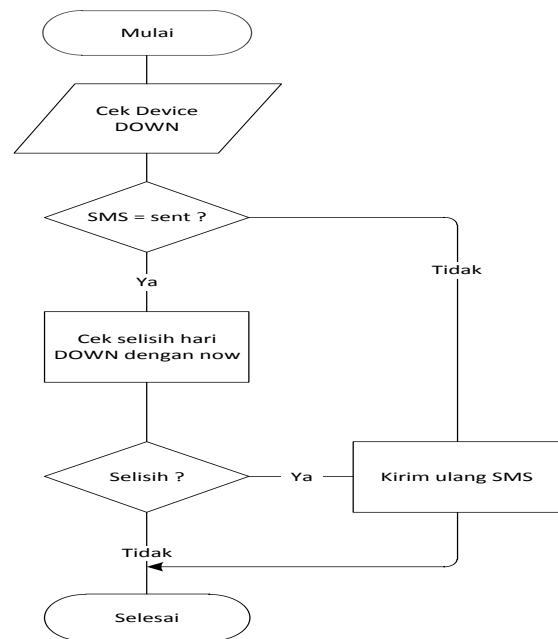 Mulai
Cek Device
DOWN
SMS = sent ?
Tidak
Ya
Cek selisih hari
DOWN dengan now
Selisih ?
Ya
Kirim ulang SMS
Tidak
Selesai